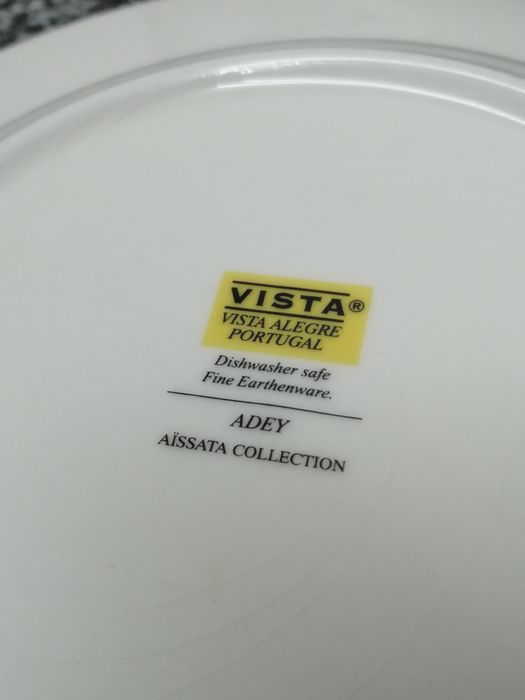 VISTA®
VISTA ALEGRE
PORTUGAL
Dishwasher safe
Fine Earthenware.
ADEY
AÏSSATA COLLECTION